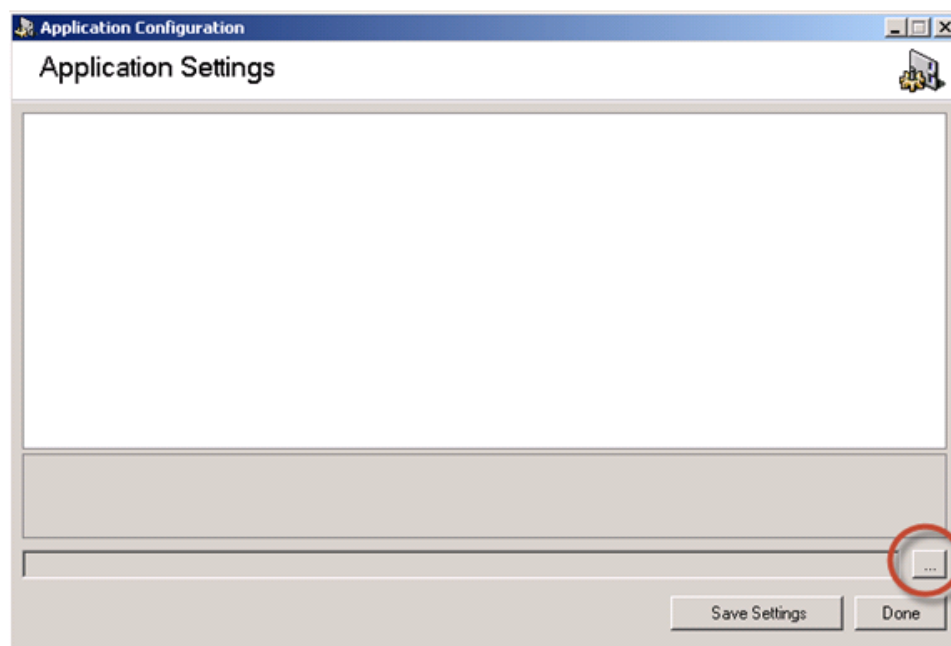 Application Configuration
Application Settings
...
Save Settings
Done